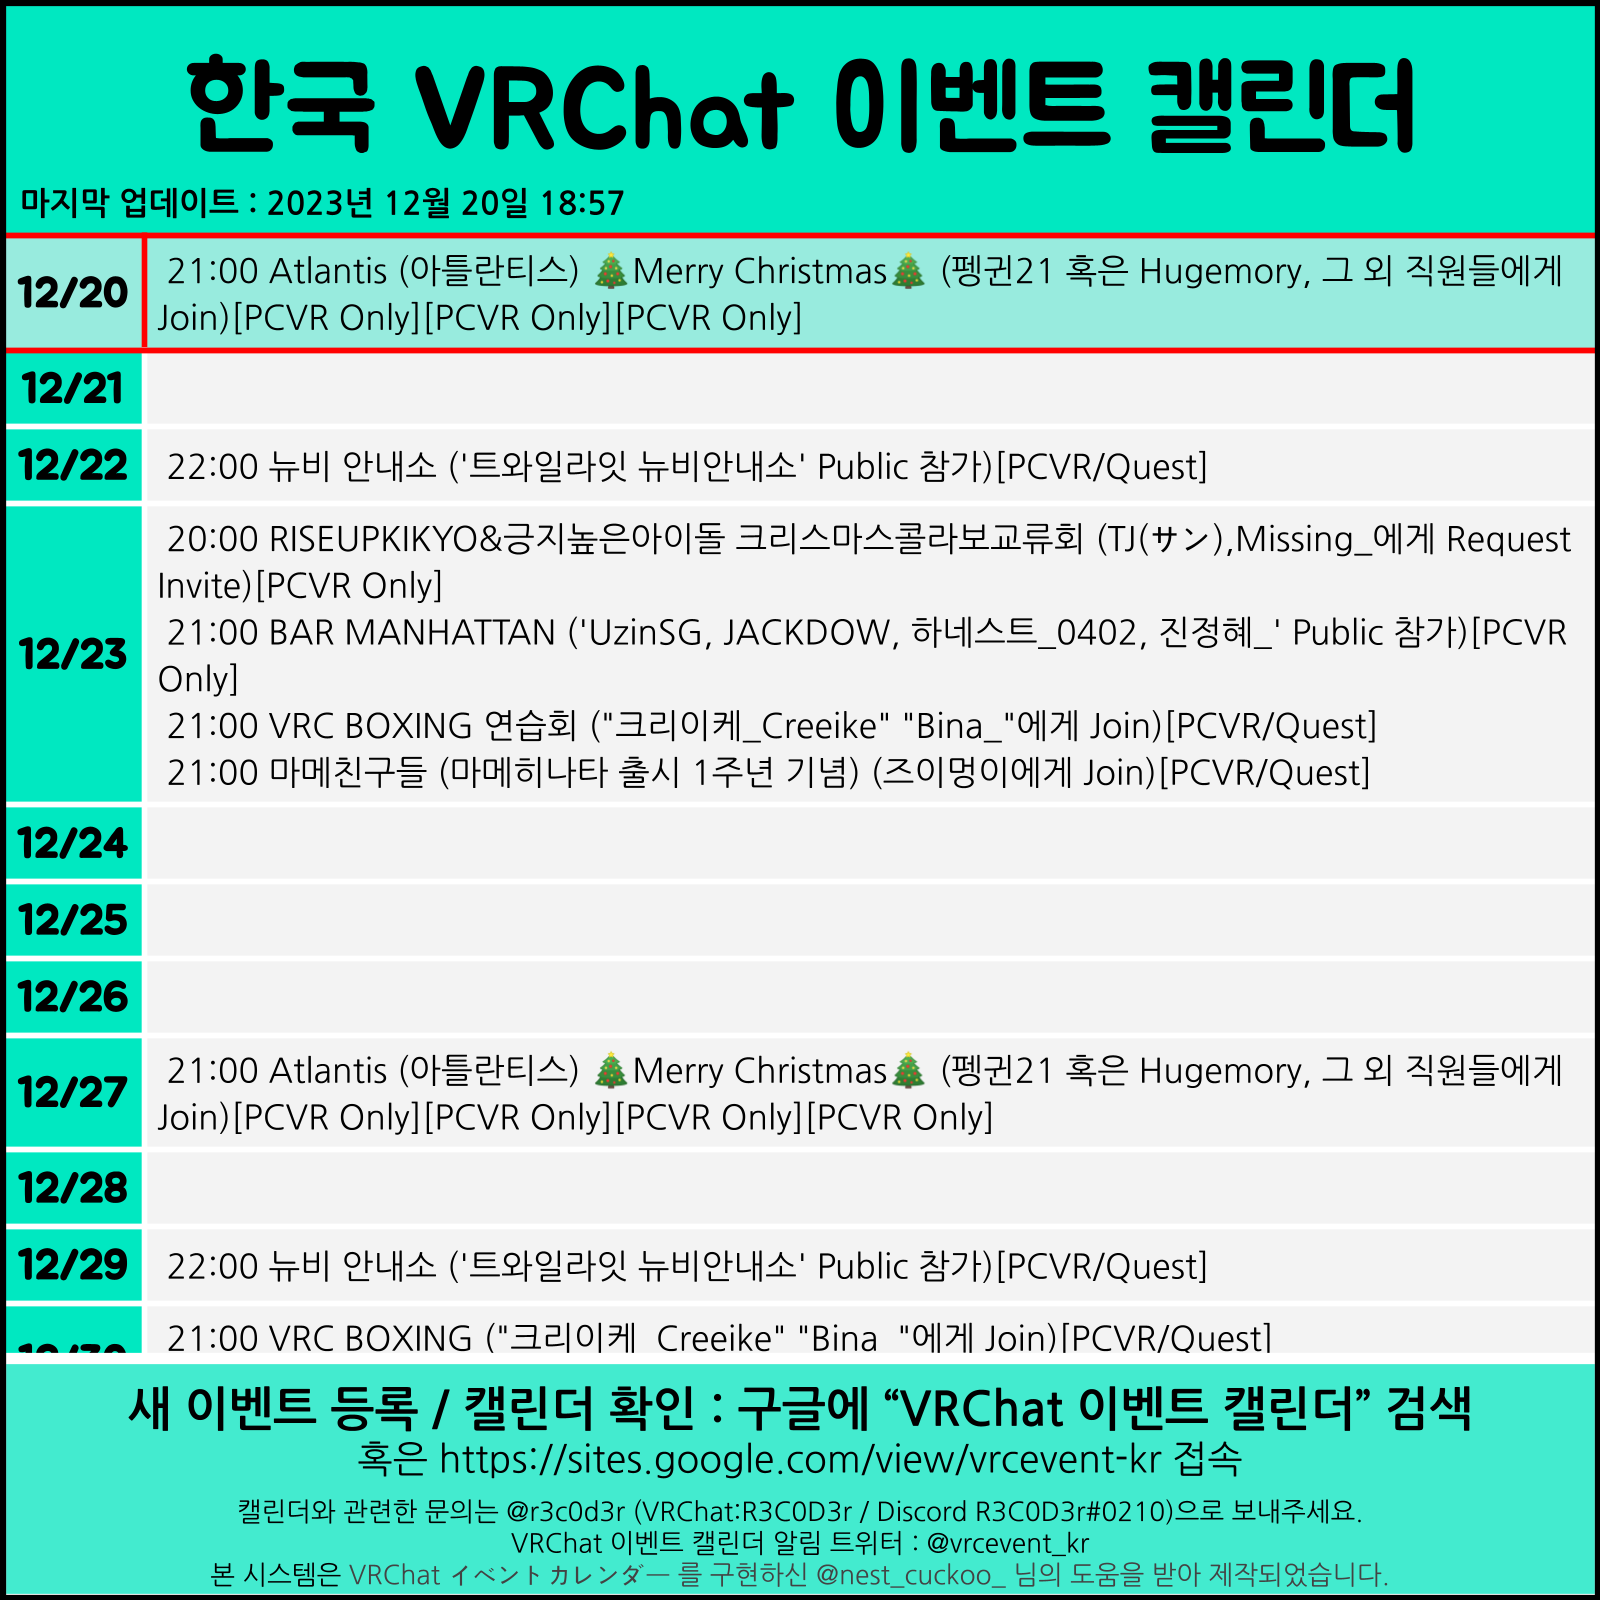 한국 VRChat 이벤트 캘린더
마지막 업데이트 : 2023년 12월 20일 18:57
12/20
21:00 Atlantis (아틀란티스) 🎄Merry Christmas🎄 (펭귄21 혹은 Hugemory, 그 외 직원들에게
Join)[PCVR Only][PCVR Only][PCVR Only]
12/21
12/22
22:00 뉴비 안내소 ('트와일라잇 뉴비안내소' Public 참가)[PCVR/Quest]
12/23
20:00 RISEUPKIKYO&긍지높은아이돌 크리스마스콜라보교류회 (TJ(サン),Missing_에게 Request
Invite)[PCVR Only]
21:00 BAR MANHATTAN ('UzinSG, JACKDOW, 하네스트_0402, 진정혜_' Public 참가)[PCVR
Only]
21:00 VRC BOXING 연습회 ("크리이케_Creeike" "Bina_"에게 Join)[PCVR/Quest]
21:00 마메친구들 (마메히나타 출시 1주년 기념) (즈이멍이에게 Join)[PCVR/Quest]
12/24
12/25
12/26
12/27
21:00 Atlantis (아틀란티스) 🎄Merry Christmas🎄 (펭귄21 혹은 Hugemory, 그 외 직원들에게
Join)[PCVR Only][PCVR Only][PCVR Only][PCVR Only]
12/28
12/29
22:00 뉴비 안내소 ('트와일라잇 뉴비안내소' Public 참가)[PCVR/Quest]
12/30
21:00 VRC BOXING ("크리이케_Creeike" "Bina_"에게 Join)[PCVR/Quest]
새 이벤트 등록 / 캘린더 확인 : 구글에 “VRChat 이벤트 캘린더” 검색
혹은 https://sites.google.com/view/vrcevent-kr 접속
캘린더와 관련한 문의는 @r3c0d3r (VRChat:R3C0D3r / Discord R3C0D3r#0210)으로 보내주세요.
VRChat 이벤트 캘린더 알림 트위터 : @vrcevent_kr
본 시스템은 VRChat イベントカレンダー 를 구현하신 @nest_cuckoo_ 님의 도움을 받아 제작되었습니다.